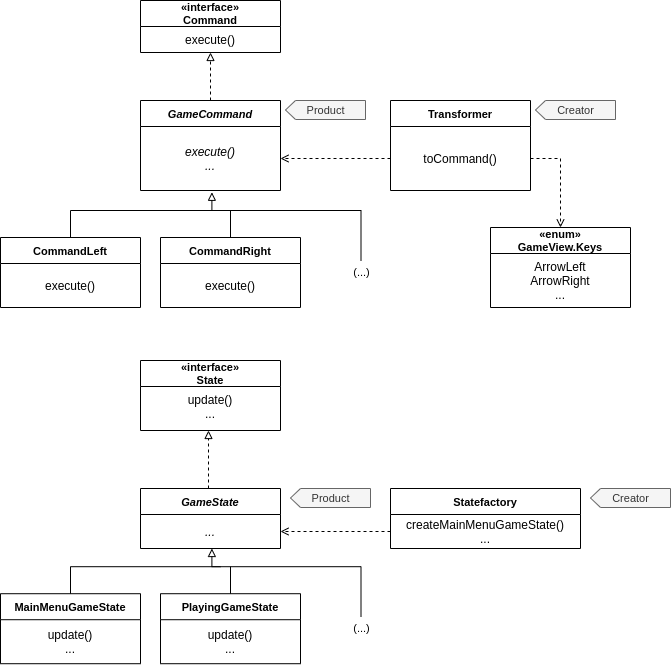 «interface»
Command
execute()
GameCommand
Product
Transformer
Creator
execute()
...
toCommand()
«enum»
GameView.Keys
ArrowLeft
ArrowRight
...
CommandLeft
CommandRight
execute()
execute()
(...)
«interface»
State
update()
...
GameState
Product
Statefactory
Creator
...
createMainMenuGameState()
...
MainMenuGameState
PlayingGameState
update()
...
update()
...
(...)